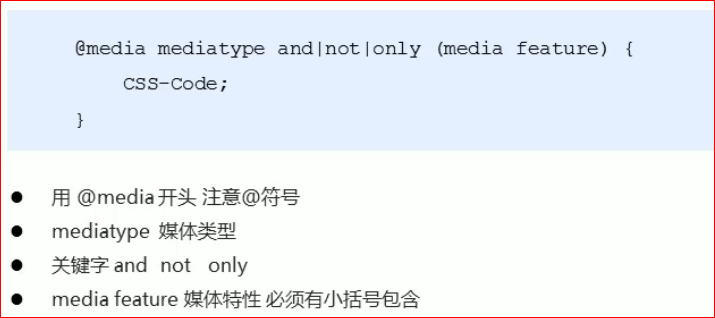 @media mediatype and|not|only (media feature) {
CSS-Code;
}
● 用 @media 开头 注意@符号
● mediatype 媒体类型
● 关键字 and not only
● media feature 媒体特性 必须有小括号包含